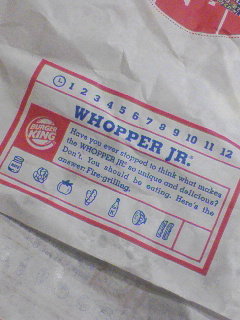 1 2 3 4 5 6 7 8 9 10 11 12
WHOPPER JR®
BURGER
KING
Have you ever stopped to think what makes
the WHOPPER JR® so unique and delicious?
Don't. You should be eating. Here's the
answer: Fire-grilling.